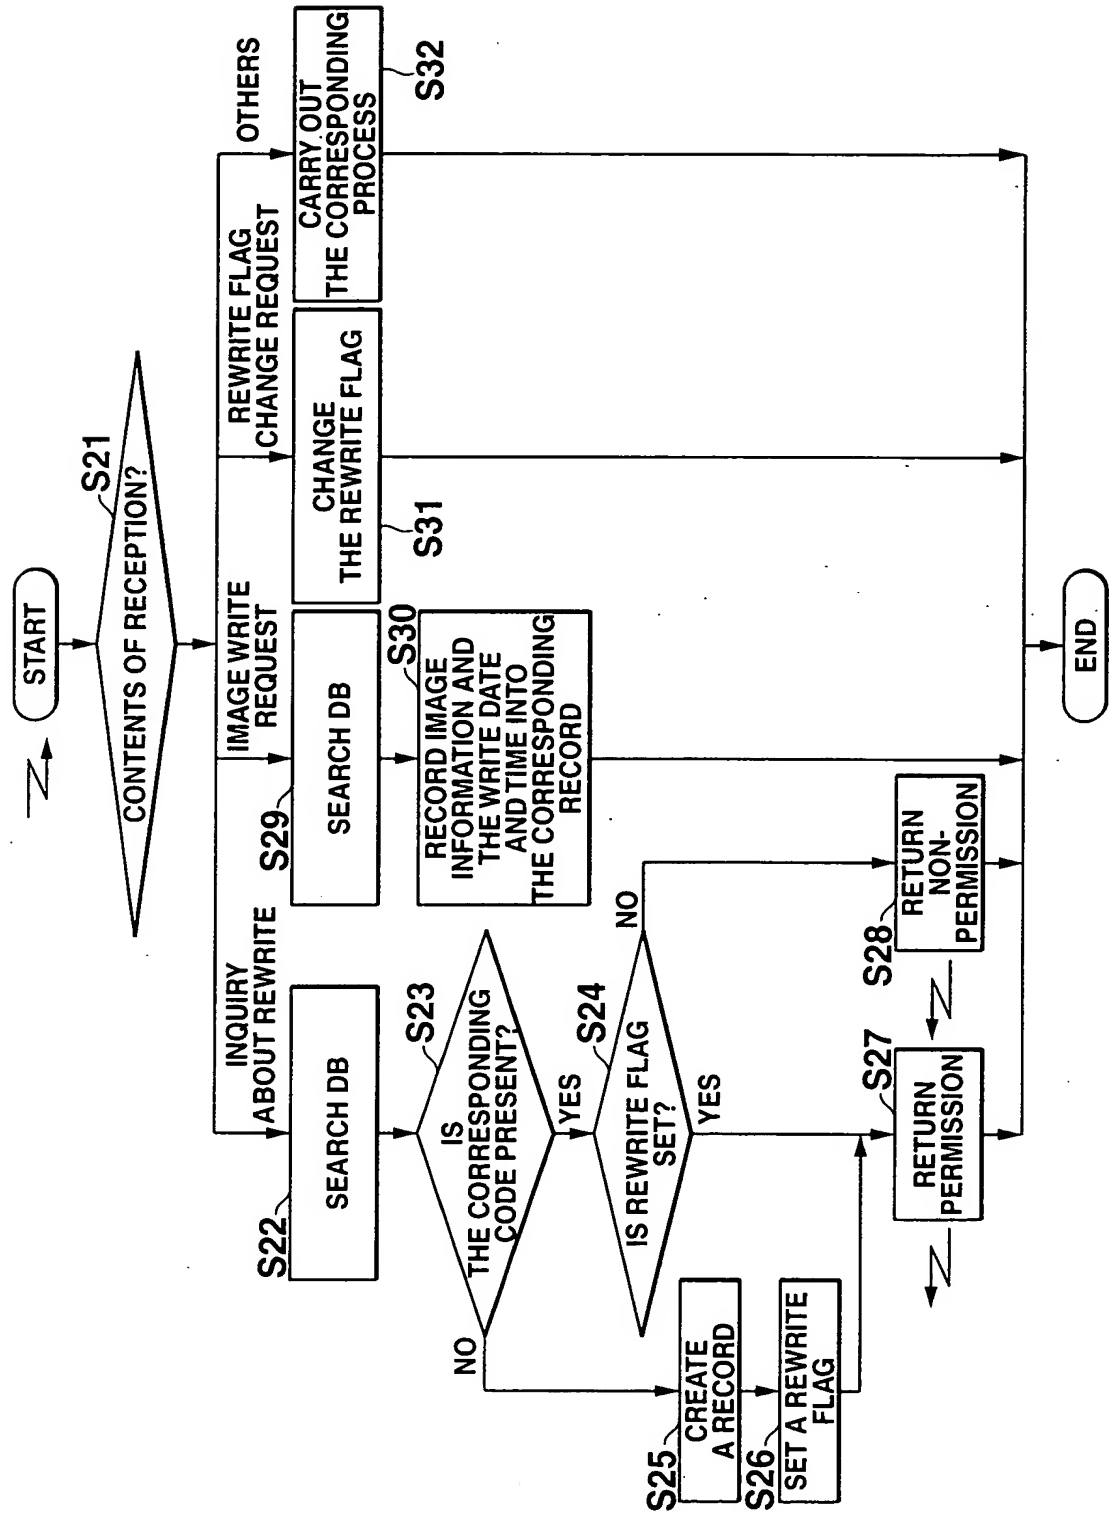 START
S21
CONTENTS OF RECEPTION?
INQUIRY
ABOUT REWRITE
IMAGE WRITE
REQUEST
REWRITE FLAG
CHANGE REQUEST
OTHERS
S22
SEARCH DB
S29
SEARCH DB
CHANGE
THE REWRITE FLAG
S31
CARRY OUT
THE CORRESPONDING
PROCESS
S32
S23
IS
THE CORRESPONDING
CODE PRESENT?
NO
YES
S30
RECORD IMAGE
INFORMATION AND
THE WRITE DATE
AND TIME INTO
THE CORRESPONDING
RECORD
S24
IS REWRITE FLAG
SET?
NO
YES
S25
CREATE
A RECORD
S26
SET A REWRITE
FLAG
S27
RETURN
PERMISSION
S28
RETURN
NON-
PERMISSION
END